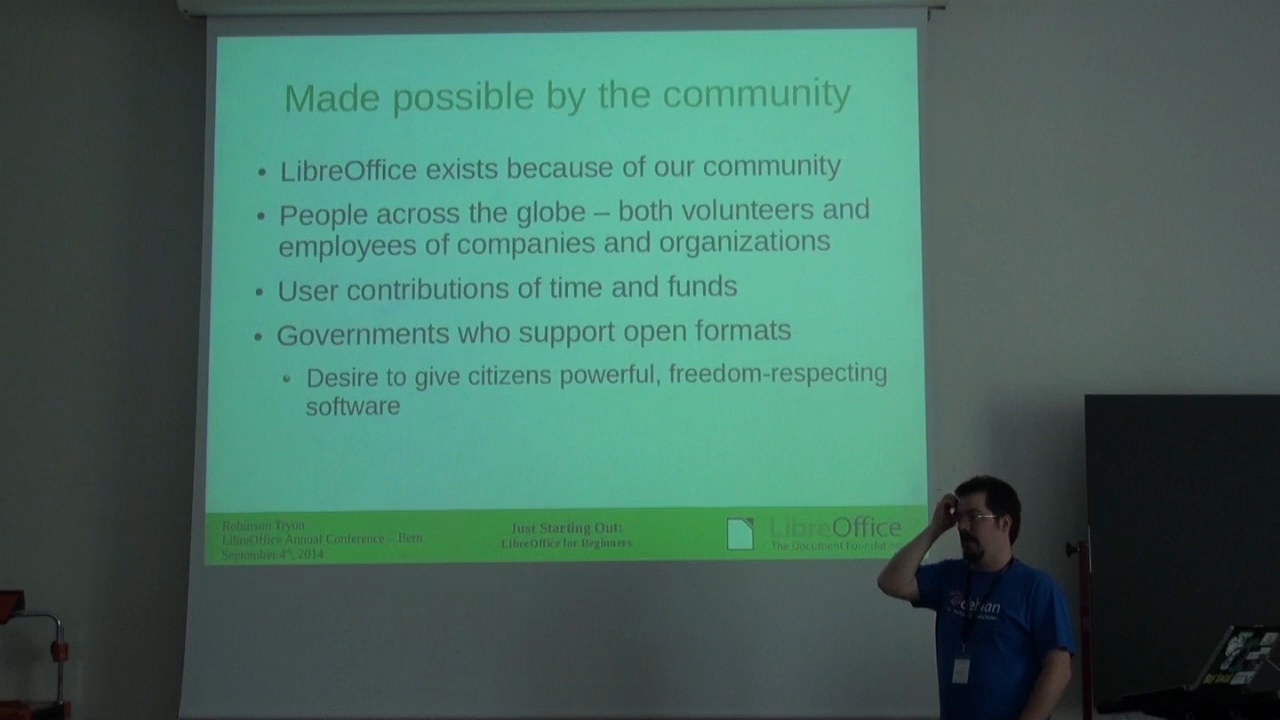 Made possible by the community
• LibreOffice exists because of our community
• People across the globe – both volunteers and
employees of companies and organizations
• User contributions of time and funds
• Governments who support open formats
• Desire to give citizens powerful, freedom-respecting
software
Robinson Tryon
LibreOffice Annual Conference – Bern
September 4th, 2014
Just Starting Out:
LibreOffice for Beginners
LibreOffice
The Document Foundation
debian